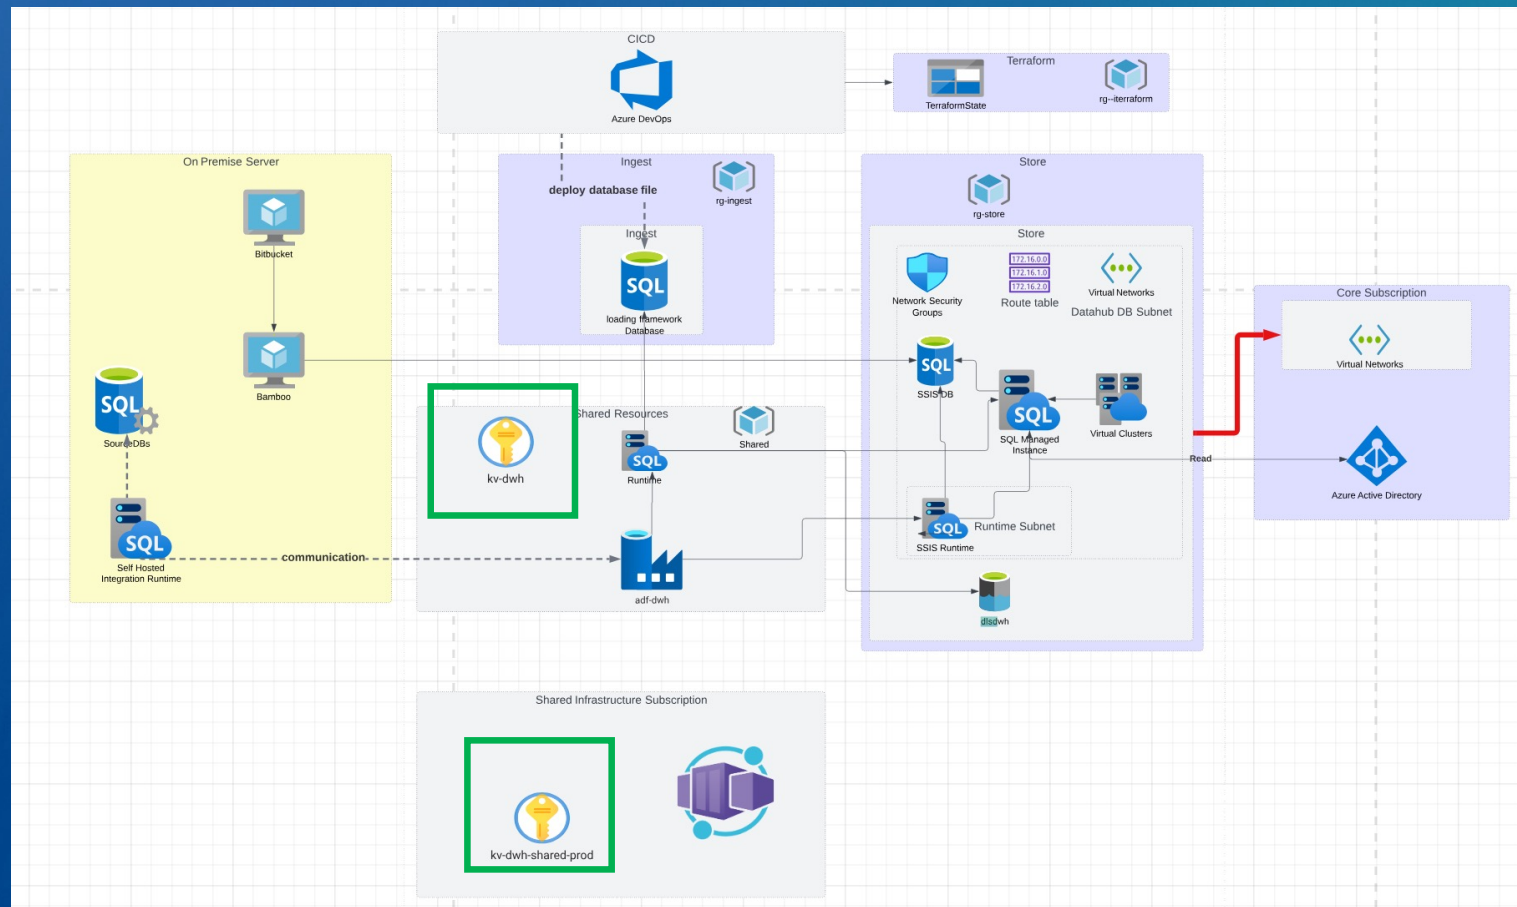 CICD
Azure DevOps
Terraform
TerraformState
rg--iterraform
On Premise Server
Bitbucket
Bamboo
SQL
SourceDBs
SQL
Self Hosted
Integration Runtime
communication
Ingest
rg-ingest
deploy database file
Ingest
SQL
loading framework
Database
Shared Resources
Shared
kv-dwh
SQL
Runtime
adf-dwh
Store
rg-store
Store
Network Security
Groups
172.16.0.0
172.16.1.0
172.16.2.0
Route table
Virtual Networks
Datahub DB Subnet
SQL
SSIS DB
SQL
SQL Managed
Instance
Virtual Clusters
SQL
SSIS Runtime
Runtime Subnet
dlsdwh
Read
Core Subscription
Virtual Networks
Azure Active Directory
Shared Infrastructure Subscription
kv-dwh-shared-prod